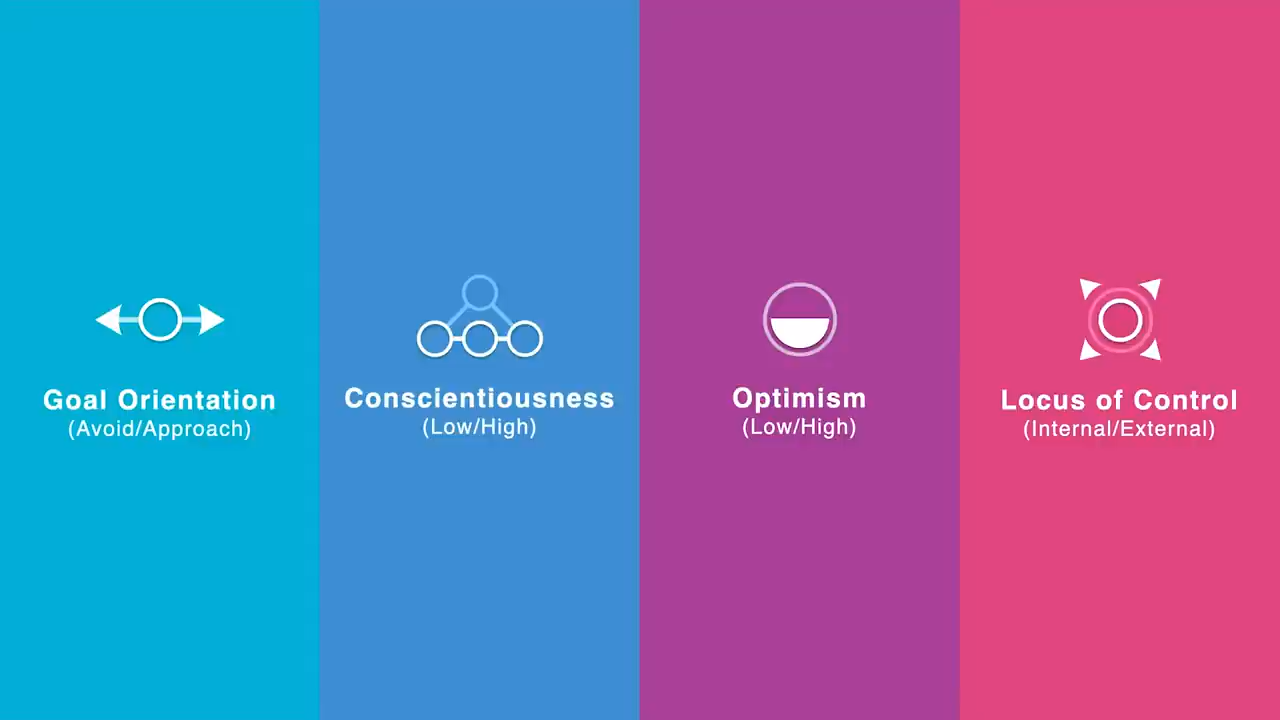 Goal Orientation
(Avoid/Approach)
Conscientiousness
(Low/High)
Optimism
(Low/High)
Locus of Control
(Internal/External)